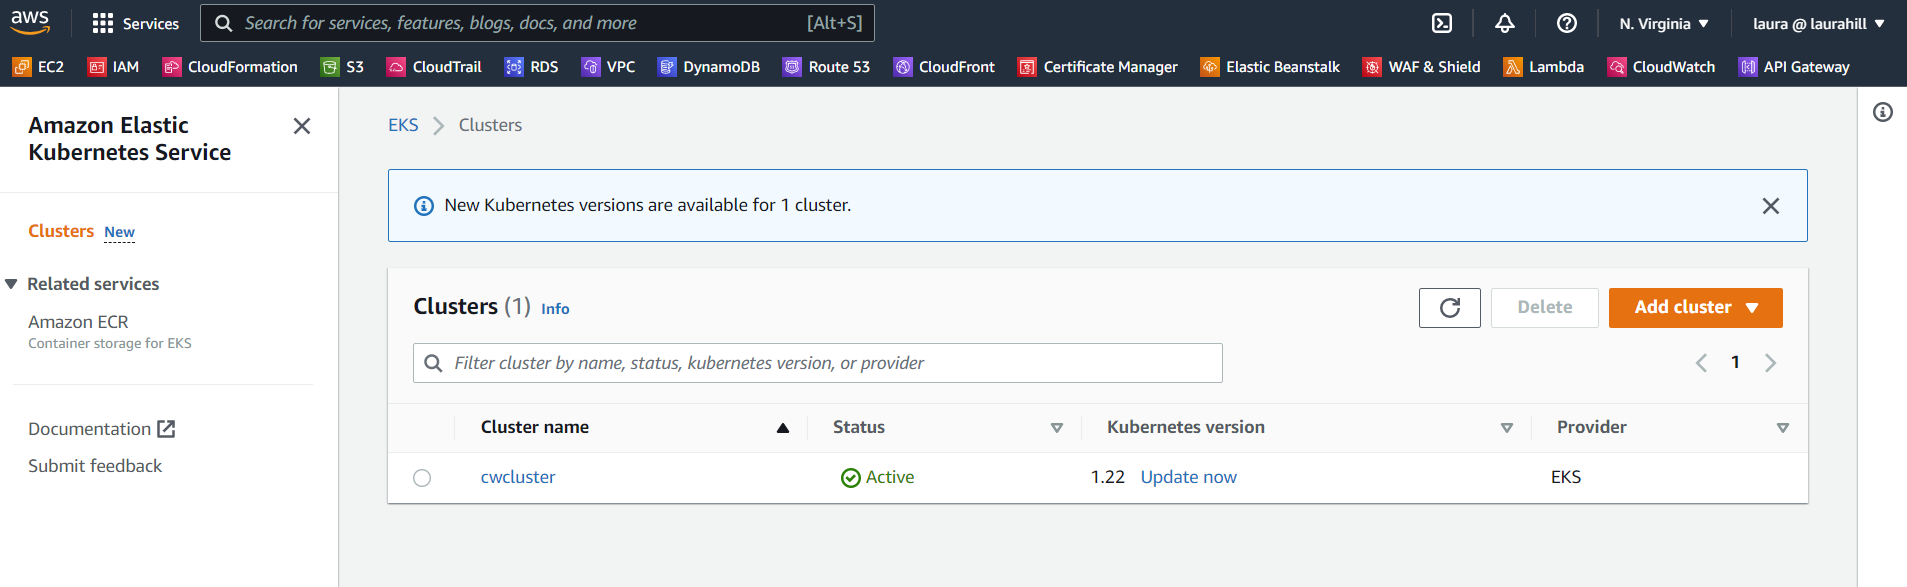 aws Services Search for services, features, blogs, docs, and more [Alt+S] N. Virginia laura @ laurahill
EC2 IAM CloudFormation S3 CloudTrail RDS VPC DynamoDB Route 53 CloudFront Certificate Manager Elastic Beanstalk WAF & Shield Lambda CloudWatch API Gateway
Amazon Elastic
Kubernetes Service
Clusters New
Related services
Amazon ECR
Container storage for EKS
Documentation
Submit feedback
EKS Clusters
New Kubernetes versions are available for 1 cluster.
Clusters (1) Info Delete Add cluster
Filter cluster by name, status, kubernetes version, or provider 1
Cluster name Status Kubernetes version Provider
cwcluster Active 1.22 Update now EKS